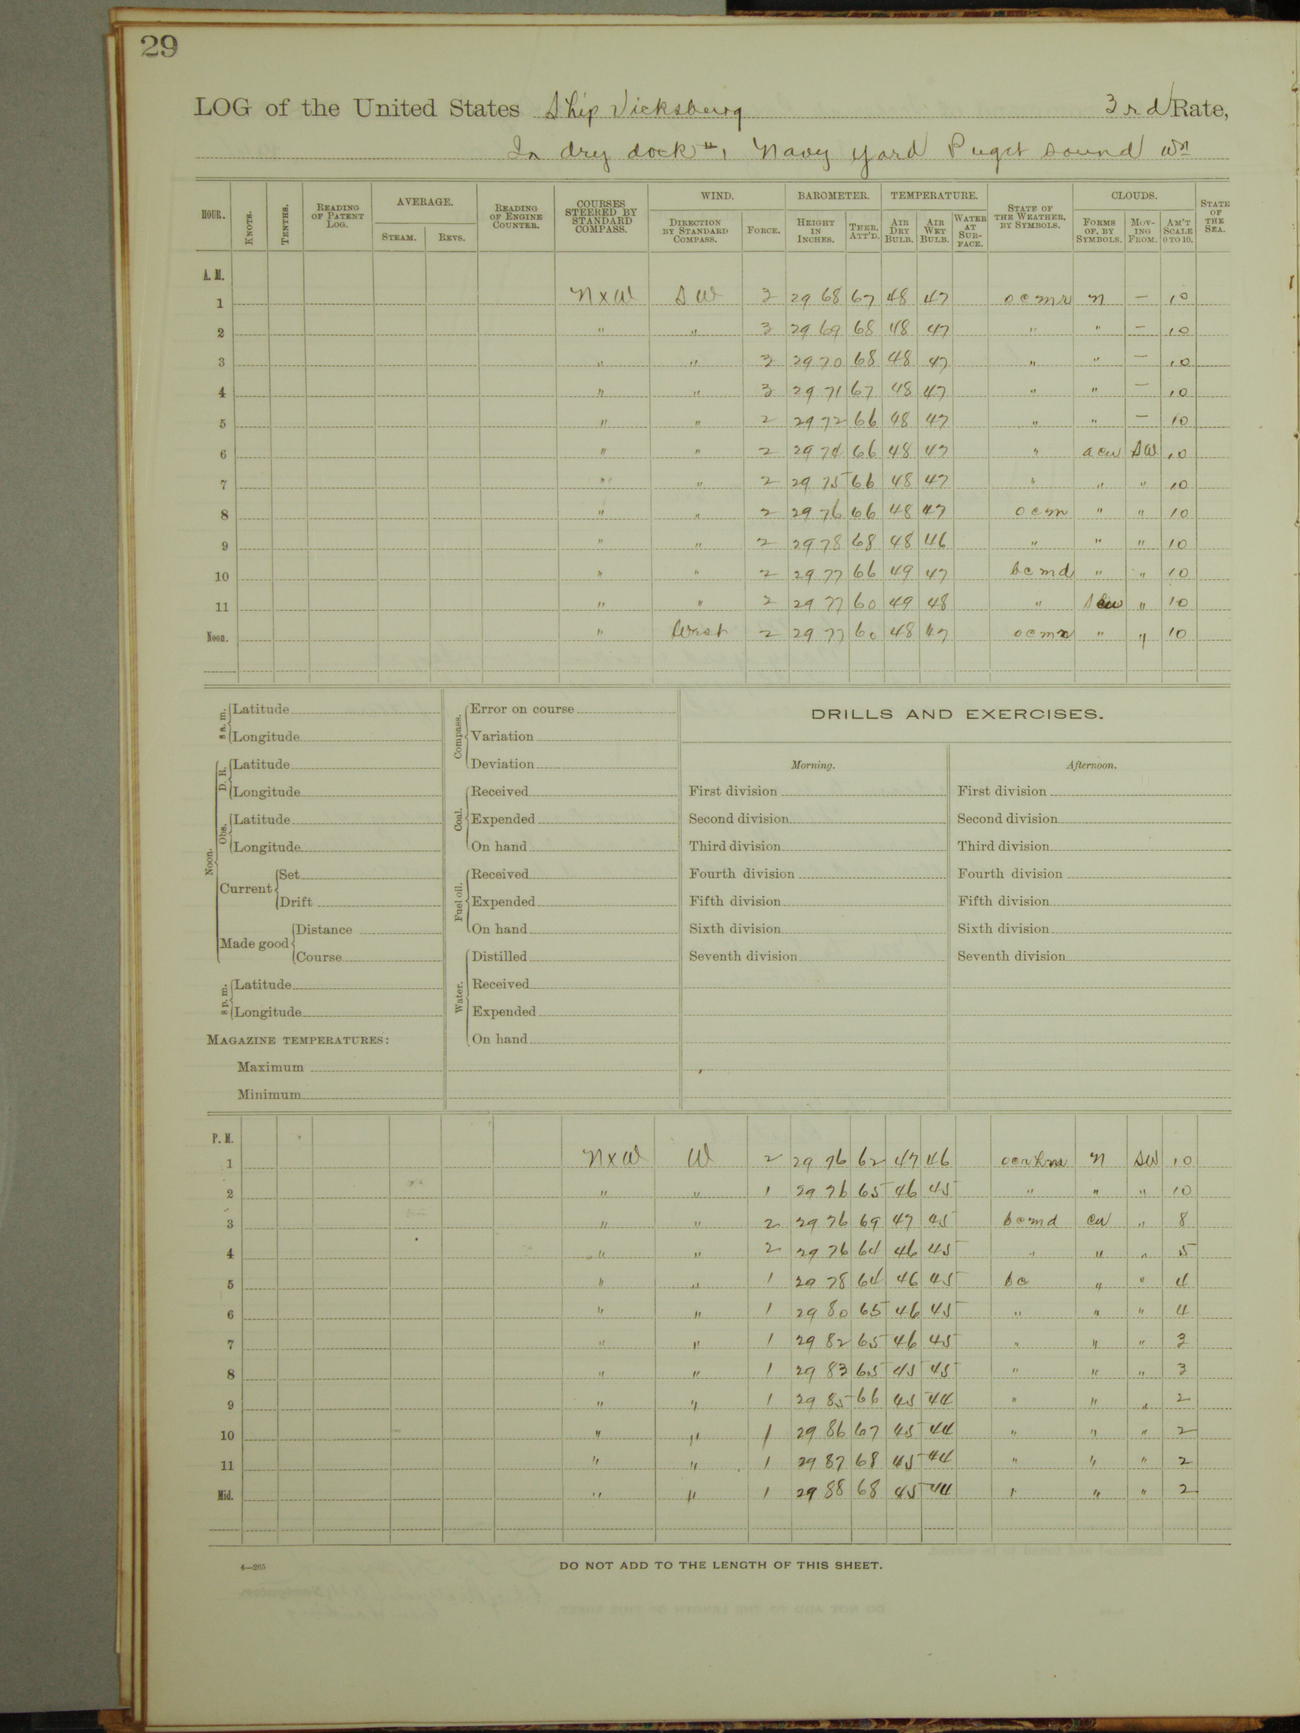 29
LOG of the United States Ship Vicksburg 3rd Rate,
In dry dock #1 Navy yard Puget sound Wn
HOUR. KNOTS. TENTHS. READING OF PATENT LOG. AVERAGE. STEAM. REVS. READING OF ENGINE COUNTER. COURSES STEERED BY STANDARD COMPASS. WIND. DIRECTION BY STANDARD COMPASS. FORCE. BAROMETER. HEIGHT IN INCHES. THER. ATT'D. TEMPERATURE. AIR DRY BULB. AIR WET BULB. WATER AT SURFACE. STATE OF THE WEATHER, BY SYMBOLS. CLOUDS. FORMS OF, BY SYMBOLS. MOVING FROM. AM'T SCALE 0 TO 10. STATE OF THE SEA.
A. M.
1 NxW SW 3 29 68 67 48 47 ocmr N — 10
2 " " 3 29 69 68 48 47 " " — 10
3 " " 3 29 70 68 48 47 " " — 10
4 " " 3 29 71 67 48 47 " " — 10
5 " " 2 29 72 66 48 47 " " — 10
6 " " 2 29 74 66 48 47 " acu SW 10
7 " " 2 29 75 66 48 47 " " " 10
8 " " 2 29 76 66 48 47 ocm " " 10
9 " " 2 29 78 68 48 46 " " " 10
10 " " 2 29 77 66 49 47 bcmd " " 10
11 " " 2 29 77 60 49 48 " " 10
Noon. " West 2 29 77 60 48 47 ocmr " " 10
8 a. m. Latitude
Longitude
Noon. D. R. Latitude
Longitude
Obs. Latitude
Longitude
Current Set
Drift
Made good Distance
Course
8 p. m. Latitude
Longitude
MAGAZINE TEMPERATURES:
Maximum
Minimum
Compass. Error on course
Variation
Deviation
Coal. Received
Expended
On hand
Fuel oil. Received
Expended
On hand
Water. Distilled
Received
Expended
On hand
DRILLS AND EXERCISES.
Morning.
First division
Second division
Third division
Fourth division
Fifth division
Sixth division
Seventh division
Afternoon.
First division
Second division
Third division
Fourth division
Fifth division
Sixth division
Seventh division
P. M.
1 NxW W 2 29 76 62 47 46 N SW 10
2 " " 1 29 76 65 46 45 " " " 10
3 " " 2 29 76 69 47 45 bcmd cu " 8
4 " " 2 29 76 64 46 45 " " " 5
5 " " 1 29 78 64 46 45 bc " " 4
6 " " 1 29 80 65 46 45 " " " 4
7 " " 1 29 82 65 46 45 " " " 3
8 " " 1 29 83 65 45 45 " " " 3
9 " " 1 29 85 66 45 44 " " " 2
10 " " 1 29 86 67 45 44 " " " 2
11 " " 1 29 87 68 45 44 " " " 2
Mid. " " 1 29 88 68 45 44 " " " 2
4—265
DO NOT ADD TO THE LENGTH OF THIS SHEET.